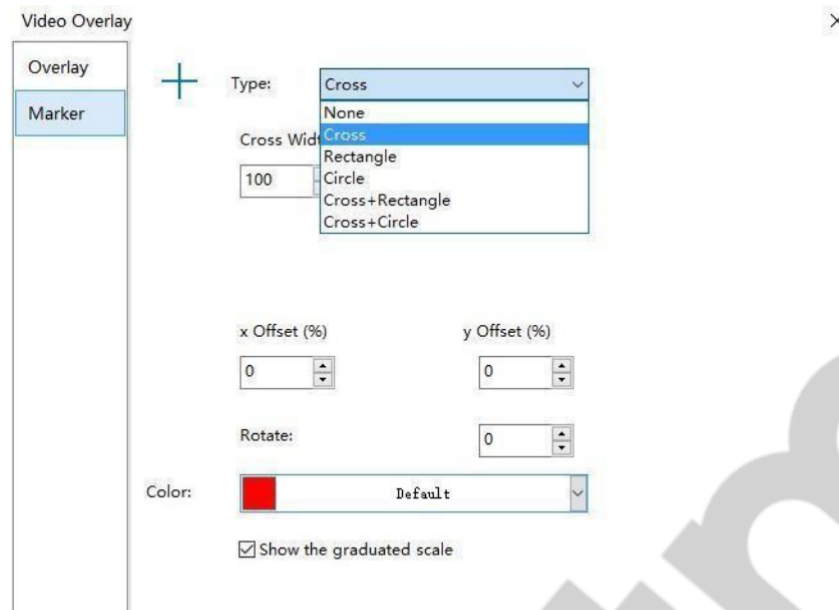 Video Overlay
Overlay
Marker
Type:
Cross
None
Cross
Rectangle
Circle
Cross+Rectangle
Cross+Circle
100
x Offset (%)
y Offset (%)
0
0
Rotate:
0
Color:
Default
Show the graduated scale